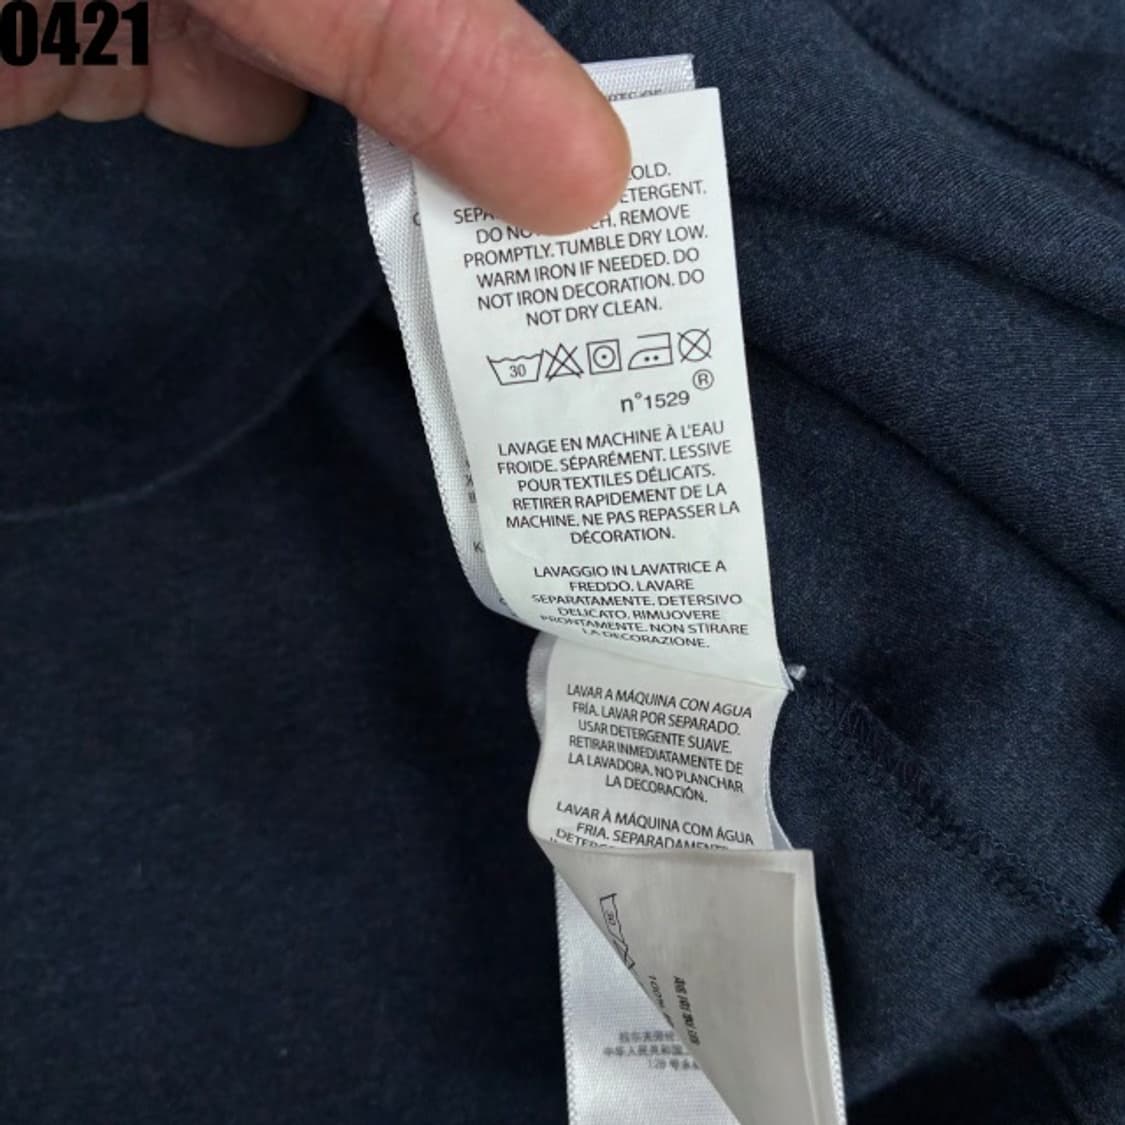 0421
OLD.
ETERGENT.
DO REMOVE
PROMPTLY. TUMBLE DRY LOW.
WARM IRON IF NEEDED. DO
NOT IRON DECORATION. DO
NOT DRY CLEAN.
30
®
n°1529
LAVAGE EN MACHINE À L'EAU
FROIDE. SÉPARÉMENT. LESSIVE
POUR TEXTILES DÉLICATS.
RETIRER RAPIDEMENT DE LA
MACHINE. NE PAS REPASSER LA
DÉCORATION.
LAVAGGIO IN LAVATRICE A
FREDDO. LAVARE
SEPARATAMENTE. DETERSIVO
DELICATO. RIMUOVERE
PRONTAMENTE. NON STIRARE
LA DECORAZIONE.
LAVAR A MÁQUINA CON AGUA
FRÍA. LAVAR POR SEPARADO.
USAR DETERGENTE SUAVE.
RETIRAR INMEDIATAMENTE DE
LA LAVADORA. NO PLANCHAR
LA DECORACIÓN.
LAVAR À MÁQUINA COM ÁGUA
FRIA. SEPARADAMENTE
30
100%